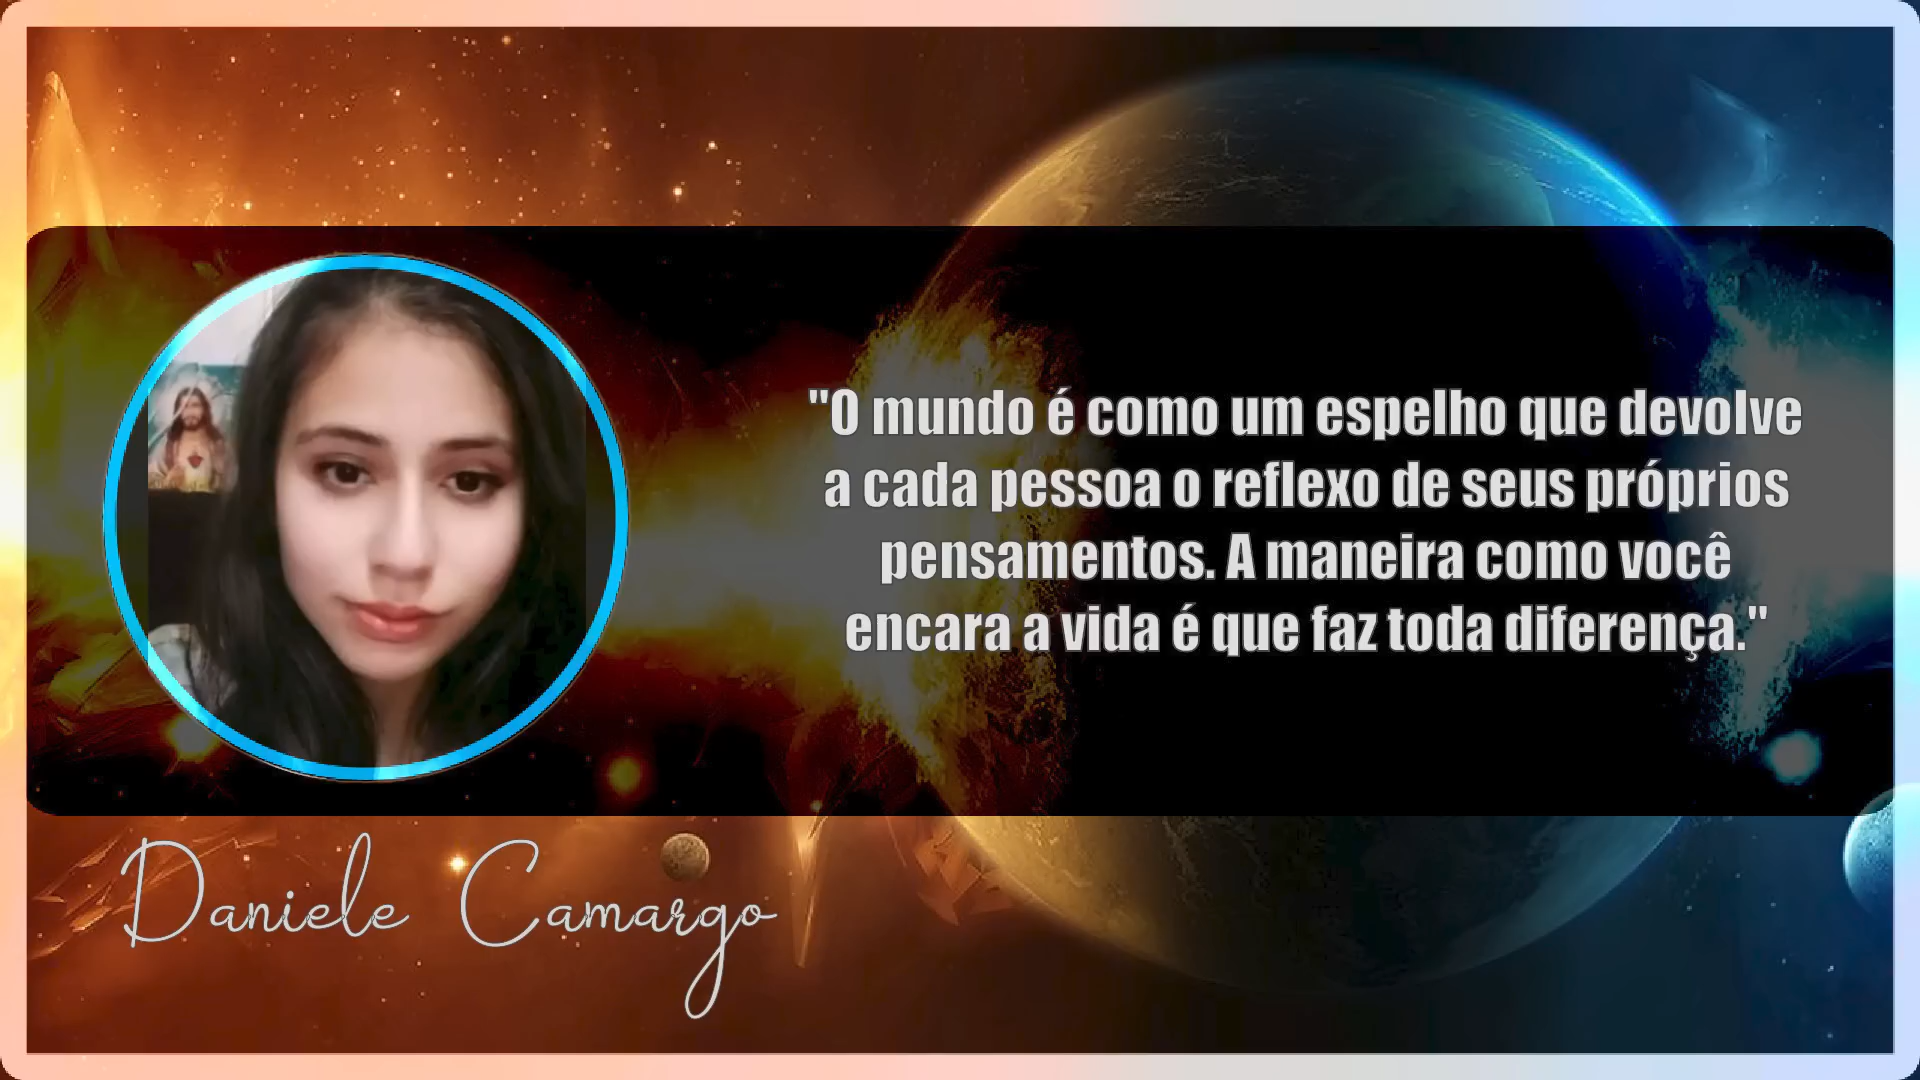 "O mundo é como um espelho que devolve
a cada pessoa o reflexo de seus próprios
pensamentos. A maneira como você
encara a vida é que faz toda diferença."
Daniele Camargo